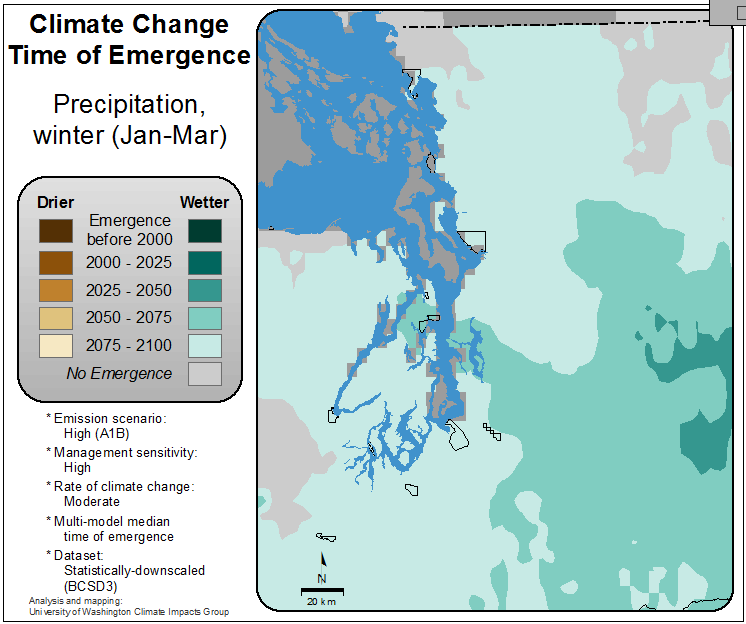 Climate Change
Time of Emergence
Precipitation,
winter (Jan-Mar)
Drier Wetter
Emergence
before 2000
2000 - 2025
2025 - 2050
2050 - 2075
2075 - 2100
No Emergence
* Emission scenario:
High (A1B)
* Management sensitivity:
High
* Rate of climate change:
Moderate
* Multi-model median
time of emergence
* Dataset:
Statistically-downscaled
(BCSD3)
Analysis and mapping:
University of Washington Climate Impacts Group
N
20 km